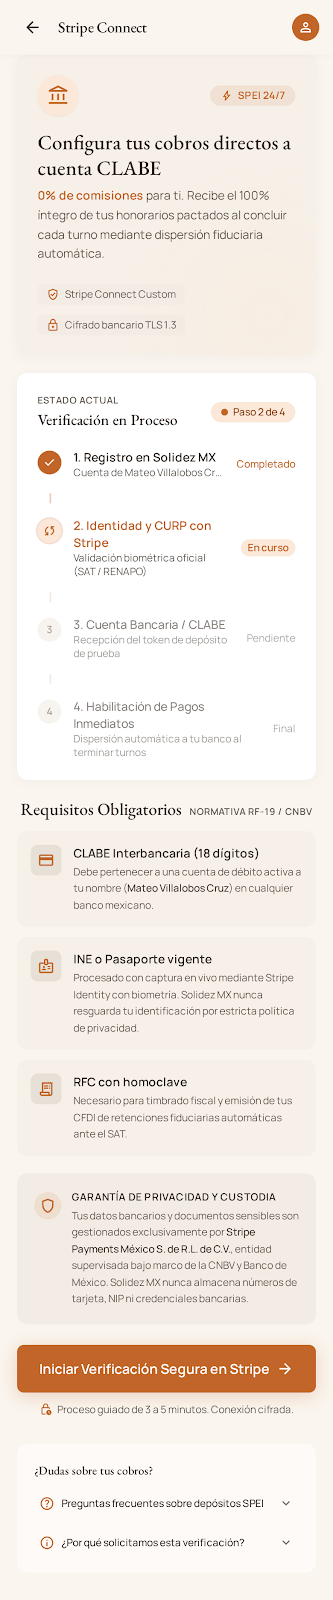 Stripe Connect
SPEI 24/7
Configura tus cobros directos a
cuenta CLABE
0% de comisiones para ti. Recibe el 100%
íntegro de tus honorarios pactados al concluir
cada turno mediante dispersión fiduciaria
automática.
Stripe Connect Custom
Cifrado bancario TLS 1.3
ESTADO ACTUAL
Verificación en Proceso
Paso 2 de 4
1. Registro en Solidez MX
Cuenta de Mateo Villalobos Cr...
Completado
2. Identidad y CURP con
Stripe
Validación biométrica oficial
(SAT / RENAPO)
En curso
3
3. Cuenta Bancaria / CLABE
Recepción del token de depósito
de prueba
Pendiente
4
4. Habilitación de Pagos
Inmediatos
Dispersión automática a tu banco al
terminar turnos
Final
Requisitos Obligatorios
NORMATIVA RF-19 / CNBV
CLABE Interbancaria (18 dígitos)
Debe pertenecer a una cuenta de débito activa a
tu nombre (Mateo Villalobos Cruz) en cualquier
banco mexicano.
INE o Pasaporte vigente
Procesado con captura en vivo mediante Stripe
Identity con biometría. Solidez MX nunca
resguarda tu identificación por estricta política
de privacidad.
RFC con homoclave
Necesario para timbrado fiscal y emisión de tus
CFDI de retenciones fiduciarias automáticas
ante el SAT.
GARANTÍA DE PRIVACIDAD Y CUSTODIA
Tus datos bancarios y documentos sensibles son
gestionados exclusivamente por Stripe
Payments México S. de R.L. de C.V., entidad
supervisada bajo marco de la CNBV y Banco de
México. Solidez MX nunca almacena números de
tarjeta, NIP ni credenciales bancarias.
Iniciar Verificación Segura en Stripe
Proceso guiado de 3 a 5 minutos. Conexión cifrada.
¿Dudas sobre tus cobros?
Preguntas frecuentes sobre depósitos SPEI
¿Por qué solicitamos esta verificación?